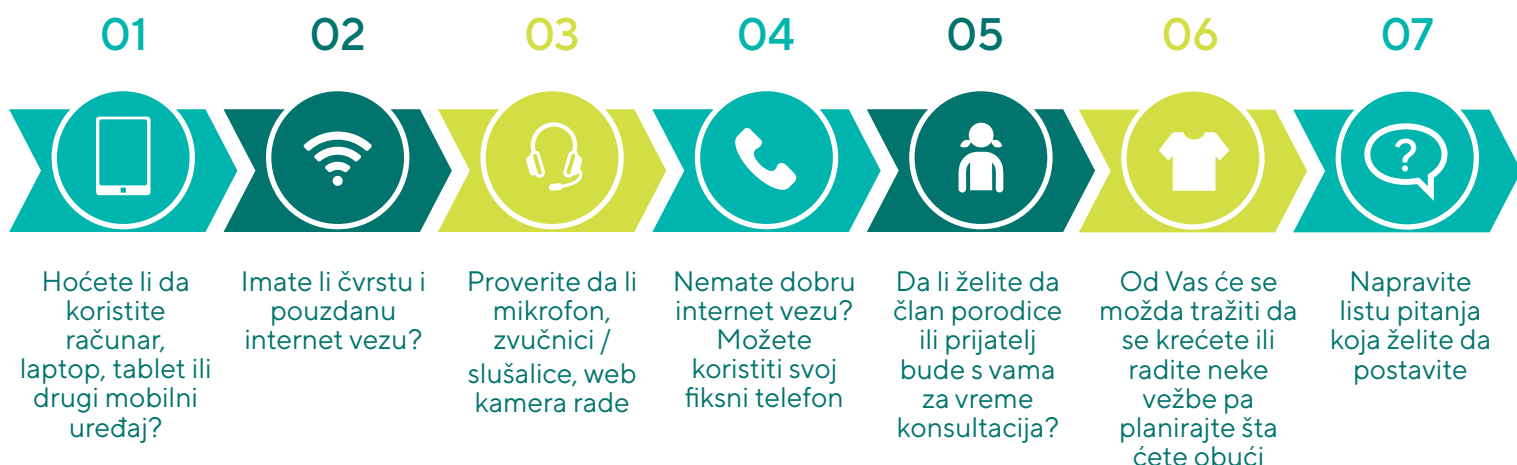 01
02
03
04
05
06
07
?
Hoćete li da
koristite
računar,
laptop, tablet ili
drugi mobilni
uređaj?
Imate li čvrstu i
pouzdanu
internet vezu?
Proverite da li
mikrofon,
zvučnici /
slušalice, web
kamera rade
Nemate dobru
internet vezu?
Možete
koristiti svoj
fiksni telefon
Da li želite da
član porodice
ili prijatelj
bude s vama
za vreme
konsultacija?
Od Vas će se
možda tražiti da
se krećete ili
radite neke
vežbe pa
planirajte šta
ćete obući
Napravite
listu pitanja
koja želite da
postavite